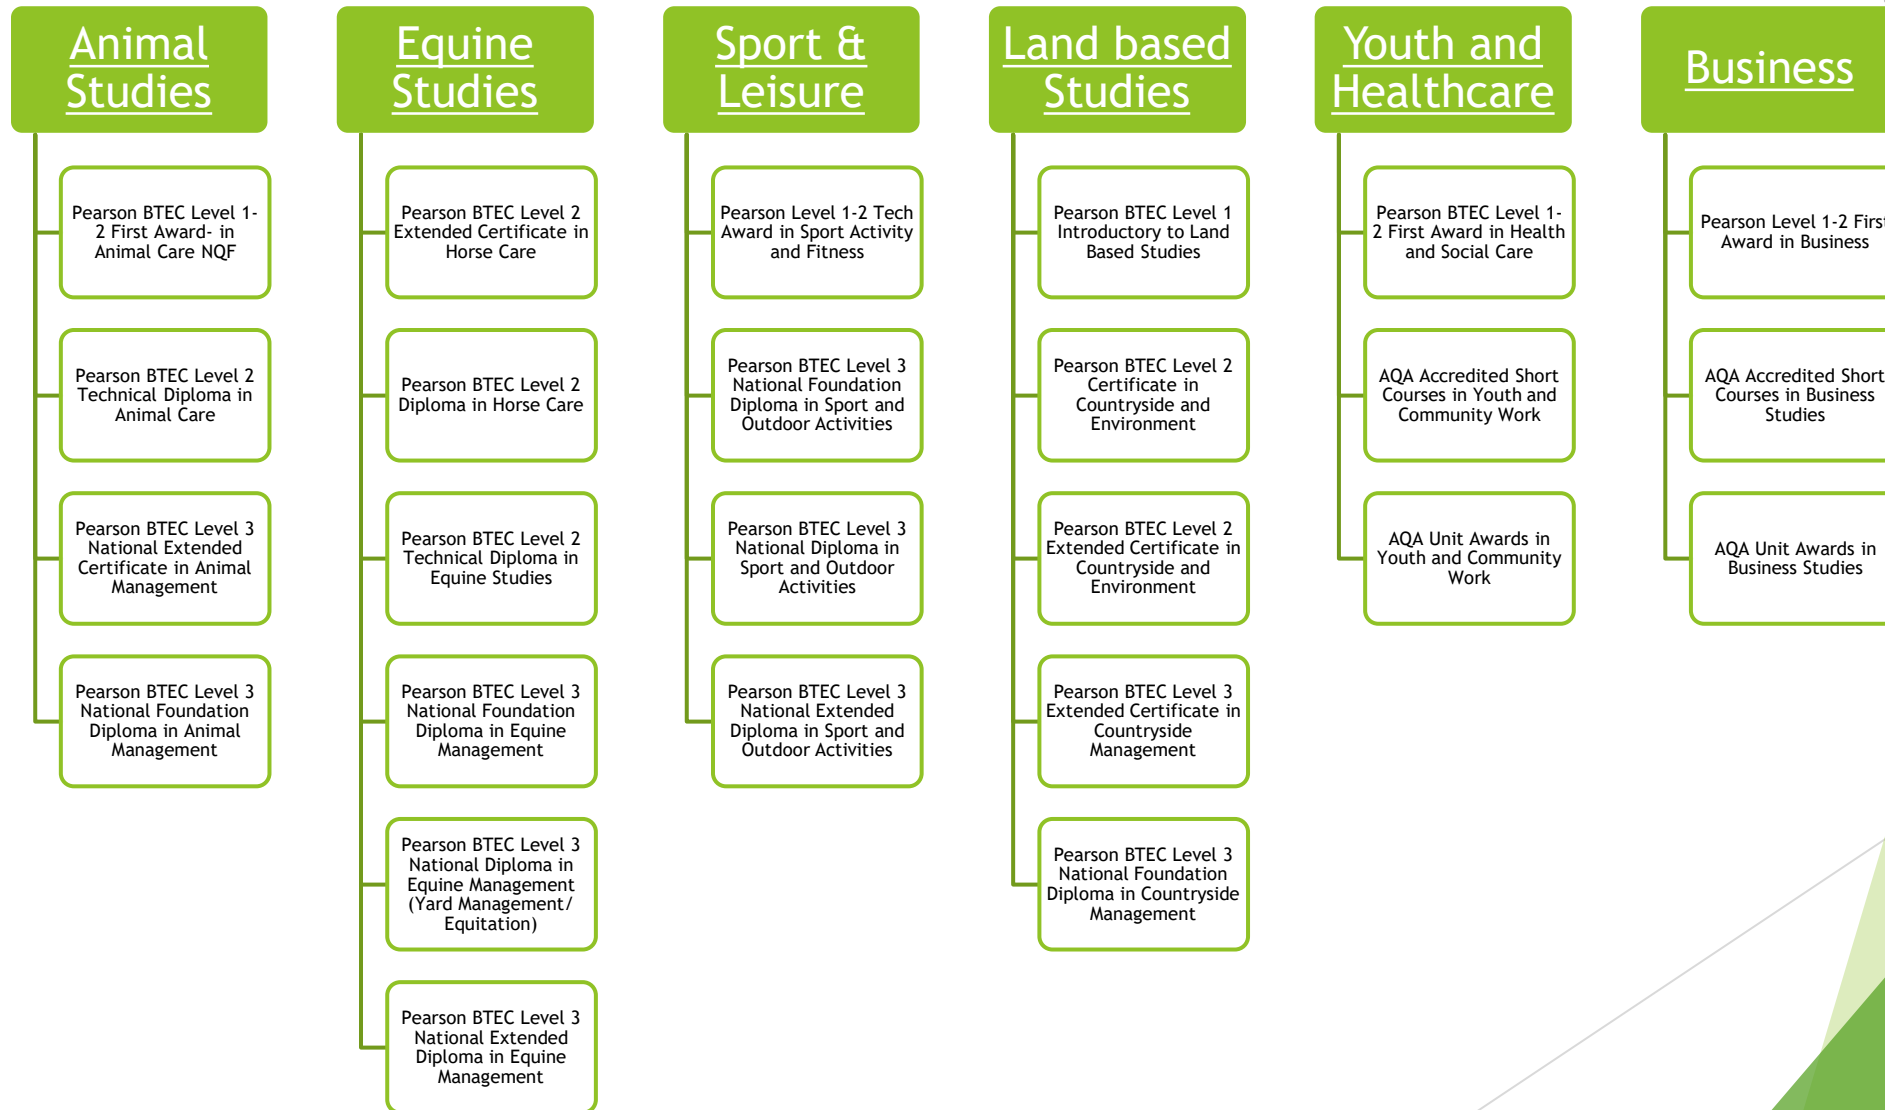 Animal
Studies
Pearson BTEC Level 1-
2 First Award- in
Animal Care NQF
Pearson BTEC Level 2
Technical Diploma in
Animal Care
Pearson BTEC Level 3
National Extended
Certificate in Animal
Management
Pearson BTEC Level 3
National Foundation
Diploma in Animal
Management
Equine
Studies
Pearson BTEC Level 2
Extended Certificate in
Horse Care
Pearson BTEC Level 2
Diploma in Horse Care
Pearson BTEC Level 2
Technical Diploma in
Equine Studies
Pearson BTEC Level 3
National Foundation
Diploma in Equine
Management
Pearson BTEC Level 3
National Diploma in
Equine Management
(Yard Management/
Equitation)
Pearson BTEC Level 3
National Extended
Diploma in Equine
Management
Sport &
Leisure
Pearson Level 1-2 Tech
Award in Sport Activity
and Fitness
Pearson BTEC Level 3
National Foundation
Diploma in Sport and
Outdoor Activities
Pearson BTEC Level 3
National Diploma in
Sport and Outdoor
Activities
Pearson BTEC Level 3
National Extended
Diploma in Sport and
Outdoor Activities
Land based
Studies
Pearson BTEC Level 1
Introductory to Land
Based Studies
Pearson BTEC Level 2
Certificate in
Countryside and
Environment
Pearson BTEC Level 2
Extended Certificate in
Countryside and
Environment
Pearson BTEC Level 3
Extended Certificate in
Countryside
Management
Pearson BTEC Level 3
National Foundation
Diploma in Countryside
Management
Youth and
Healthcare
Pearson BTEC Level 1-
2 First Award in Health
and Social Care
AQA Accredited Short
Courses in Youth and
Community Work
AQA Unit Awards in
Youth and Community
Work
Business
Pearson Level 1-2 First
Award in Business
AQA Accredited Short
Courses in Business
Studies
AQA Unit Awards in
Business Studies